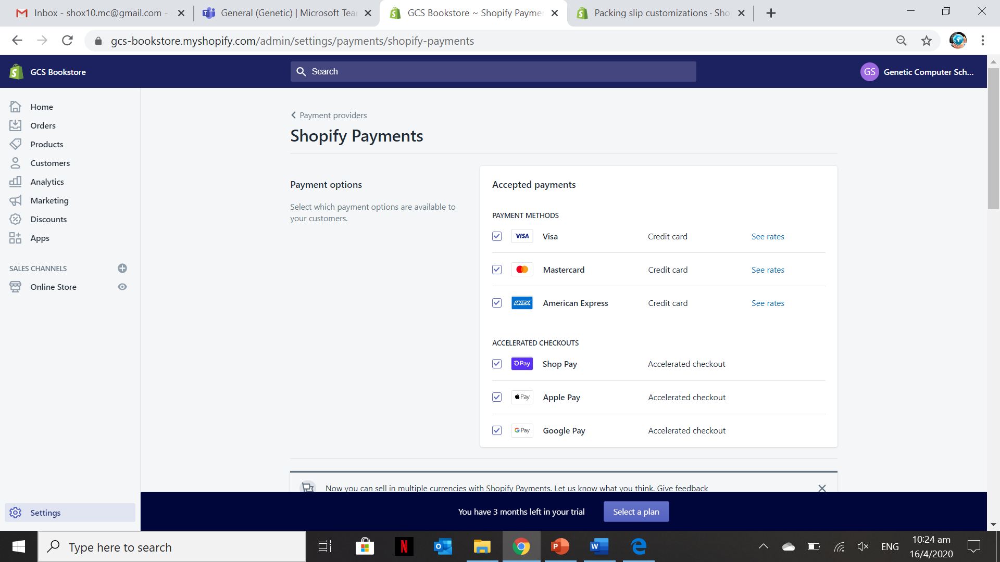 Inbox - shox10.mc@gmail.com -
General (Genetic) | Microsoft Tea
GCS Bookstore ~ Shopify Payme
Packing slip customizations · Sho
gcs-bookstore.myshopify.com/admin/settings/payments/shopify-payments
GCS Bookstore
Search
GS
Genetic Computer Sch...
Home
Orders
Products
Customers
Analytics
Marketing
Discounts
Apps
SALES CHANNELS
Online Store
Settings
Payment providers
Shopify Payments
Payment options
Select which payment options are available to
your customers.
Accepted payments
PAYMENT METHODS
VISA Visa Credit card See rates
Mastercard Credit card See rates
AMEX American Express Credit card See rates
ACCELERATED CHECKOUTS
Pay Shop Pay Accelerated checkout
Pay Apple Pay Accelerated checkout
G Pay Google Pay Accelerated checkout
Now you can sell in multiple currencies with Shopify Payments. Let us know what you think. Give feedback
You have 3 months left in your trial
Select a plan
Type here to search
N
ENG
10:24 am
16/4/2020